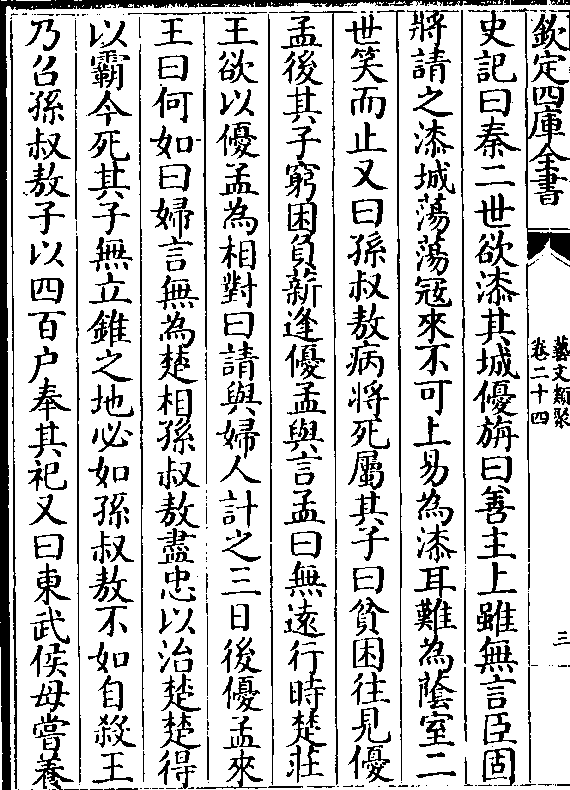 欽定四庫全書
藝文類聚
卷二十四
三
史記曰秦二世欲漆其城優旃曰善主上雖無言臣固
將請之漆城蕩蕩寇來不可上易為漆耳難為蔭室二
世笑而止又曰孫叔敖病將死屬其子曰貧困往見優
孟後其子窮困負薪逢優孟與言孟曰無逺行時楚莊
王欲以優孟為相對曰請與婦人計之三日後優孟來
王曰何如曰婦言無為楚相孫叔敖盡忠以治楚楚得
以霸今死其子無立錐之地必如孫叔敖不如自殺王
乃召孫叔敖子以四百户奉其祀又曰東武侯母嘗養